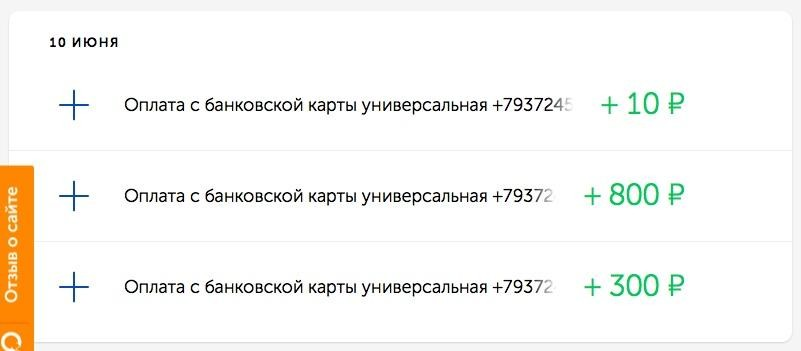 10 ИЮНЯ
Оплата с банковской карты универсальная +7937245 + 10 ₽
Оплата с банковской карты универсальная +79372 + 800 ₽
Оплата с банковской карты универсальная +79372 + 300 ₽
Отзыв о сайте